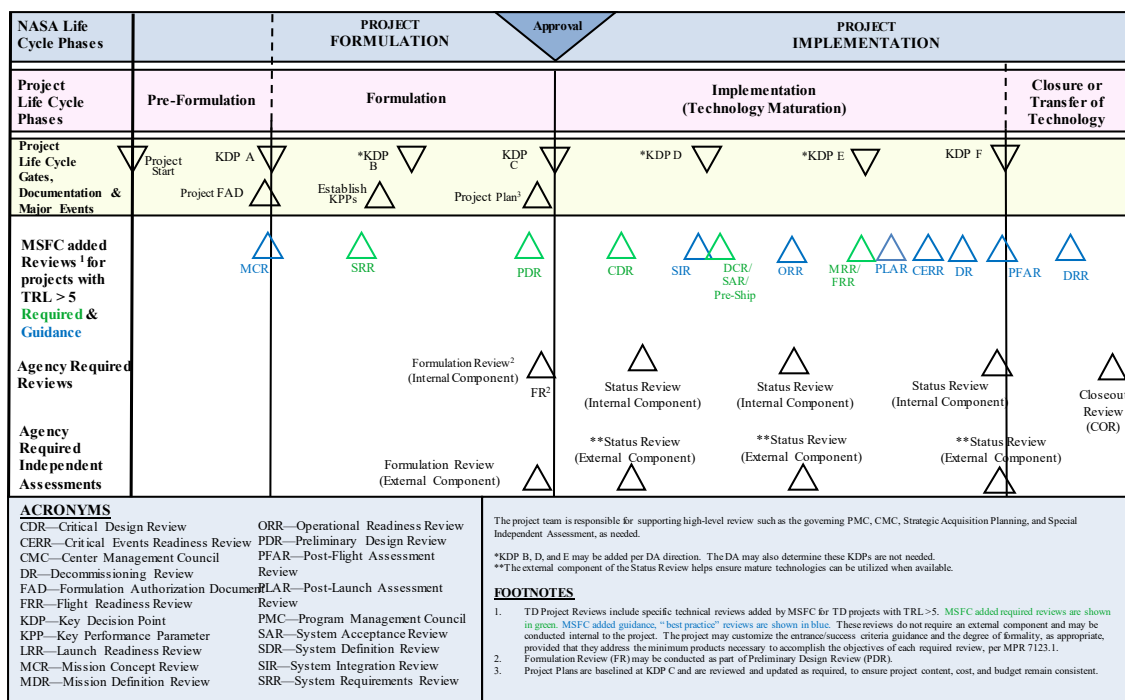 NASA Life
Cycle Phases
PROJECT
FORMULATION
Approval
PROJECT
IMPLEMENTATION
Project
Life Cycle
Phases
Pre-Formulation
Formulation
Implementation
(Technology Maturation)
Closure or
Transfer of
Technology
Project
Life Cycle
Gates,
Documentation &
Major Events
Project
Start
KDP A
*KDP
B
KDP
C
*KDP D
*KDP E
KDP F
Project FAD
Establish
KPPs
Project Plan3
MSFC added
Reviews 1 for
projects with
TRL > 5
Required &
Guidance
MCR
SRR
PDR
CDR
SIR
DCR/
SAR/
Pre-Ship
ORR
MRR/
FRR
PLAR
CERR
DR
PFAR
DRR
Agency Required
Reviews
Formulation Review2
(Internal Component)
FR2
Status Review
(Internal Component)
Status Review
(Internal Component)
Status Review
(Internal Component)
Closeout
Review
(COR)
Agency
Required
Independent
Assessments
Formulation Review
(External Component)
**Status Review
(External Component)
**Status Review
(External Component)
**Status Review
(External Component)
ACRONYMS
CDR—Critical Design Review
CERR—Critical Events Readiness Review
CMC—Center Management Council
DR—Decommissioning Review
FAD—Formulation Authorization Document
FRR—Flight Readiness Review
KDP—Key Decision Point
KPP—Key Performance Parameter
LRR—Launch Readiness Review
MCR—Mission Concept Review
MDR—Mission Definition Review
ORR—Operational Readiness Review
PDR—Preliminary Design Review
PFAR—Post-Flight Assessment
Review
PLAR—Post-Launch Assessment
Review
PMC—Program Management Council
SAR—System Acceptance Review
SDR—System Definition Review
SIR—System Integration Review
SRR—System Requirements Review
The project team is responsible for supporting high-level review such as the governing PMC, CMC, Strategic Acquisition Planning, and Special
Independent Assessment, as needed.
*KDP B, D, and E may be added per DA direction. The DA may also determine these KDPs are not needed.
**The external component of the Status Review helps ensure mature technologies can be utilized when available.
FOOTNOTES
1. TD Project Reviews include specific technical reviews added by MSFC for TD projects with TRL >5. MSFC added required reviews are shown
in green. MSFC added guidance, "best practice" reviews are shown in blue. These reviews do not require an external component and may be
conducted internal to the project. The project may customize the entrance/success criteria guidance and the degree of formality, as appropriate,
provided that they address the minimum products necessary to accomplish the objectives of each required review, per MPR 7123.1.
2. Formulation Review (FR) may be conducted as part of Preliminary Design Review (PDR).
3. Project Plans are baselined at KDP C and are reviewed and updated as required, to ensure project content, cost, and budget remain consistent.